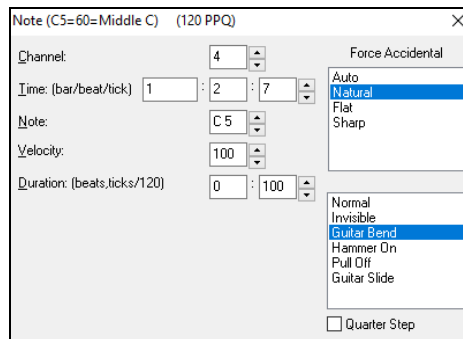 Note (C5=60=Middle C) (120 PPQ)
Channel: 4
Time: (bar/beat/tick) 1 : 2 : 7
Note: C 5
Velocity: 100
Duration: (beats,ticks/120) 0 : 100
Force Accidental
Auto
Natural
Flat
Sharp
Normal
Invisible
Guitar Bend
Hammer On
Pull Off
Guitar Slide
Quarter Step